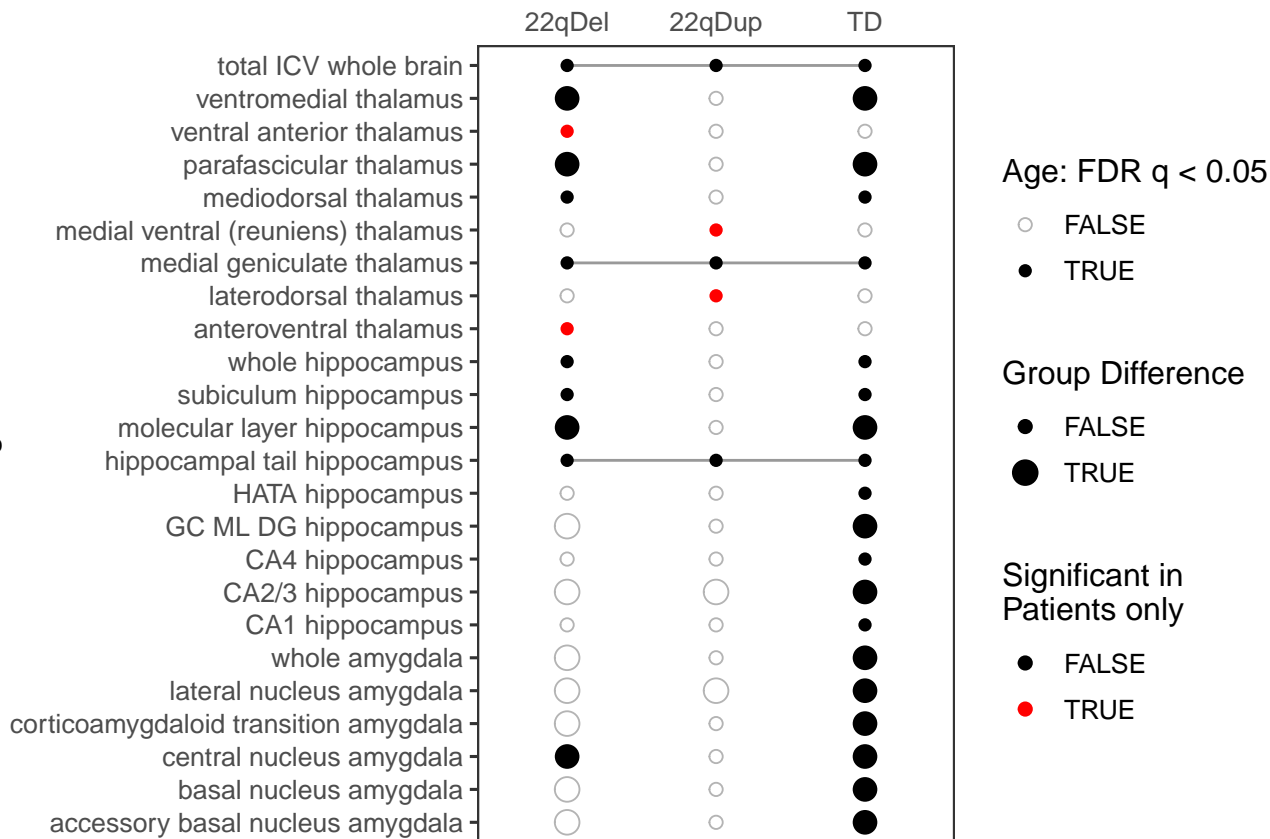 22qDel 22qDup TD
total ICV whole brain
ventromedial thalamus
ventral anterior thalamus
parafascicular thalamus
mediodorsal thalamus
medial ventral (reuniens) thalamus
medial geniculate thalamus
laterodorsal thalamus
anteroventral thalamus
whole hippocampus
subiculum hippocampus
molecular layer hippocampus
hippocampal tail hippocampus
HATA hippocampus
GC ML DG hippocampus
CA4 hippocampus
CA2/3 hippocampus
CA1 hippocampus
whole amygdala
lateral nucleus amygdala
corticoamygdaloid transition amygdala
central nucleus amygdala
basal nucleus amygdala
accessory basal nucleus amygdala
Age: FDR q < 0.05
FALSE
TRUE
Group Difference
FALSE
TRUE
Significant in
Patients only
FALSE
TRUE